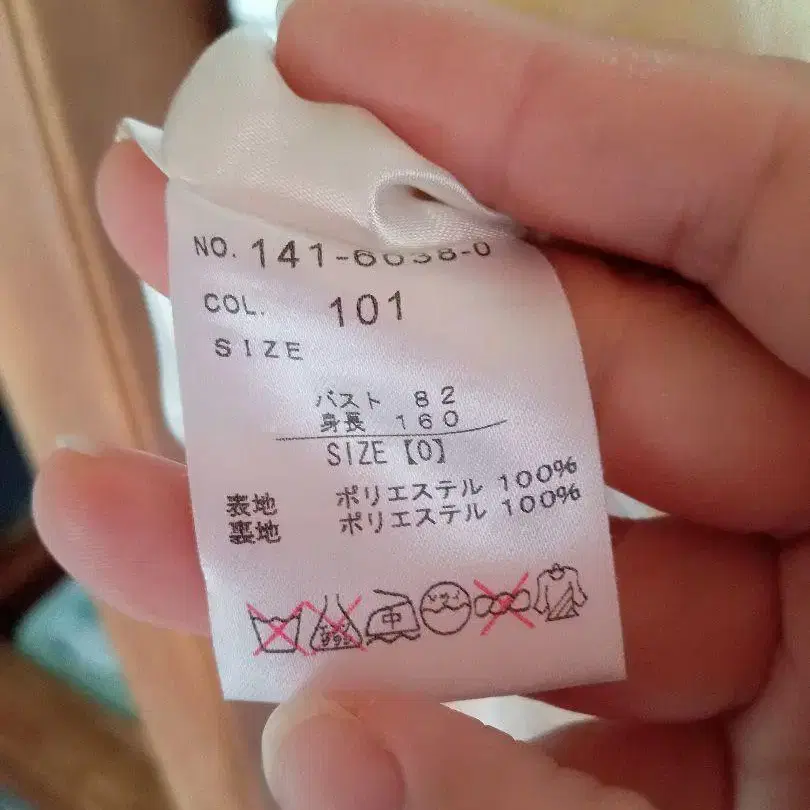 NO. 141-6038-0
COL. 101
SIZE
バスト 82
身長 160
SIZE【0】
表地 ポリエステル 100%
裏地 ポリエステル 100%
中